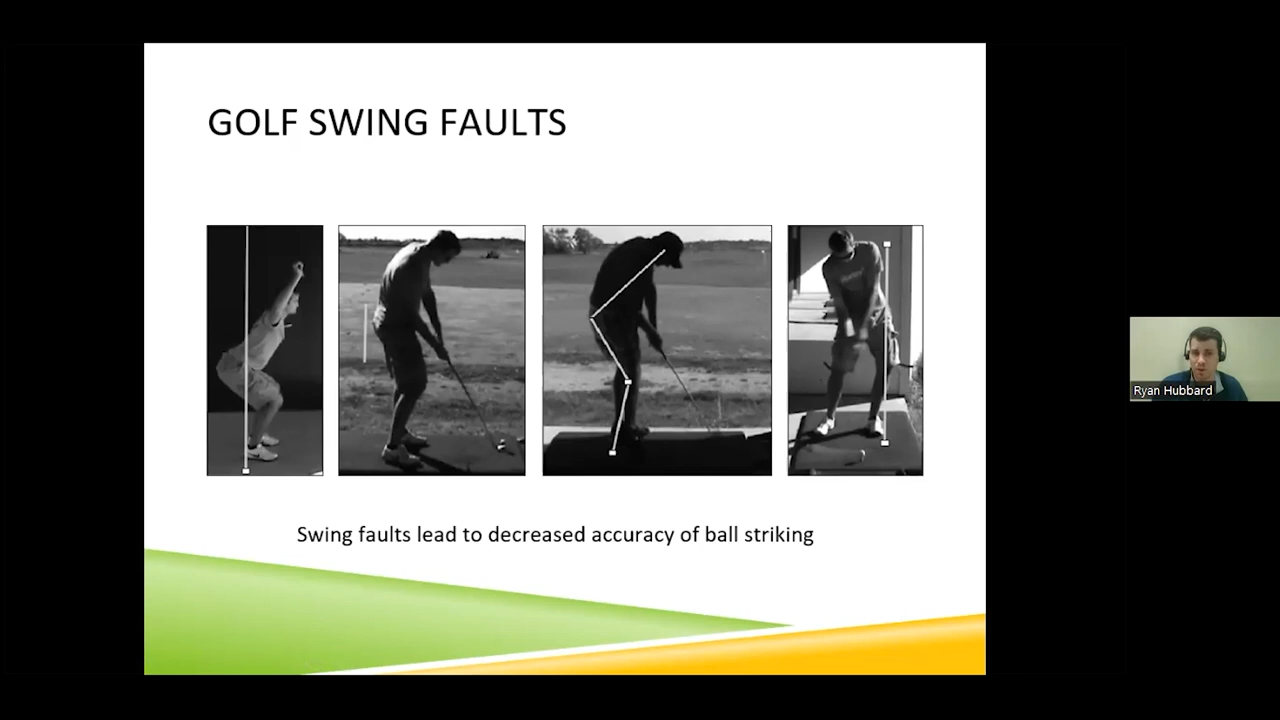 GOLF SWING FAULTS
Swing faults lead to decreased accuracy of ball striking
Ryan Hubbard